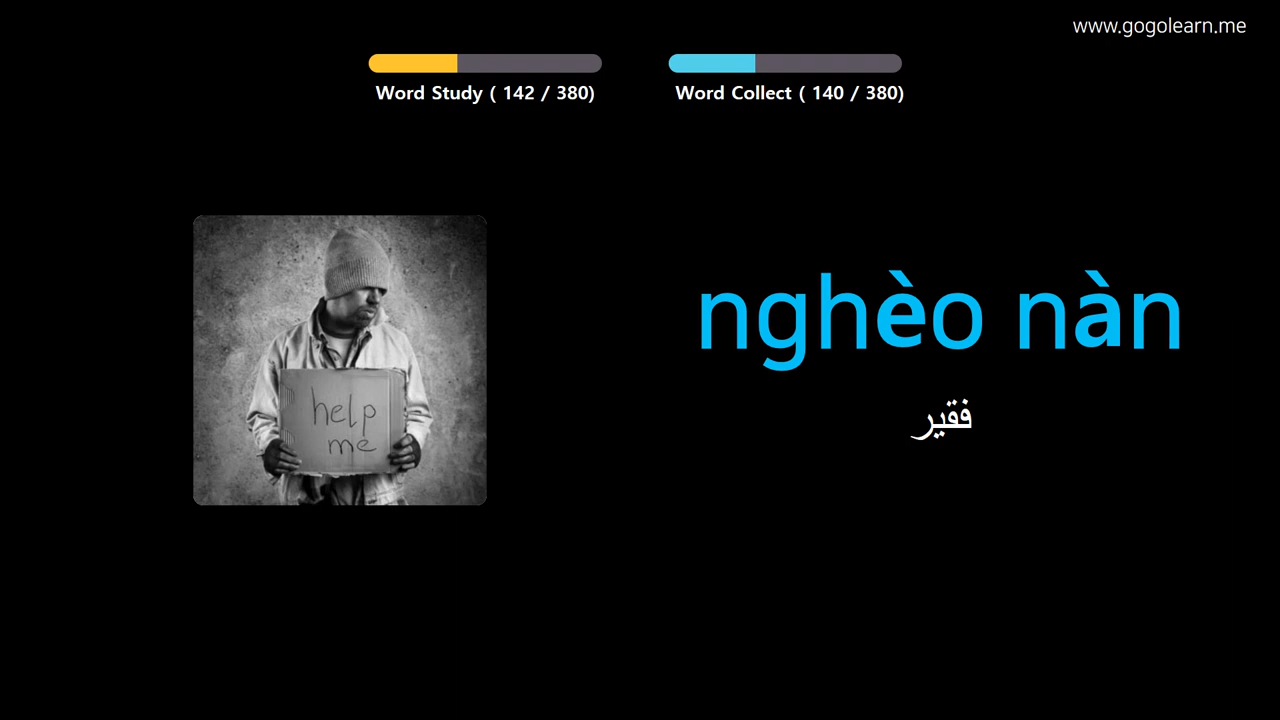 www.gogolearn.me
Word Study ( 142 / 380)
Word Collect ( 140 / 380)
help
me
nghèo nàn
فقير